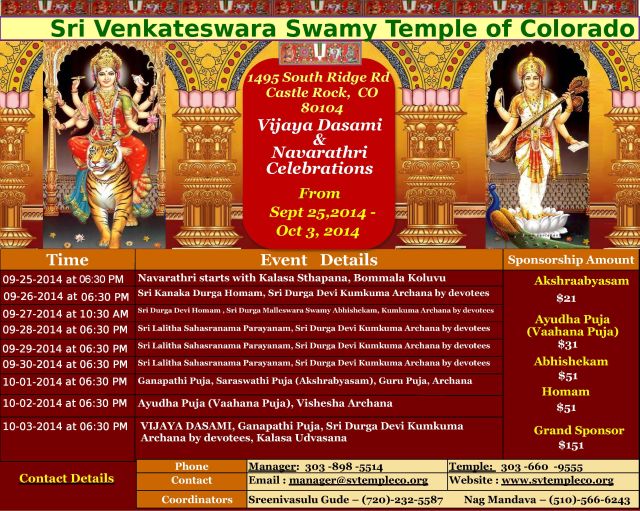 Sri Venkateswara Swamy Temple of Colorado
1495 South Ridge Rd
Castle Rock, CO
80104
Vijaya Dasami
&
Navarathri
Celebrations
From
Sept 25,2014 -
Oct 3, 2014
Time Event Details Sponsorship Amount
09-25-2014 at 06:30 PM Navarathri starts with Kalasa Sthapana, Bommala Koluvu
09-26-2014 at 06:30 PM Sri Kanaka Durga Homam, Sri Durga Devi Kumkuma Archana by devotees
09-27-2014 at 10:30 AM Sri Durga Devi Homam , Sri Durga Malleswara Swamy Abhishekam, Kumkuma Archana by devotees
09-28-2014 at 06:30 PM Sri Lalitha Sahasranama Parayanam, Sri Durga Devi Kumkuma Archana by devotees
09-29-2014 at 06:30 PM Sri Lalitha Sahasranama Parayanam, Sri Durga Devi Kumkuma Archana by devotees
09-30-2014 at 06:30 PM Sri Lalitha Sahasranama Parayanam, Sri Durga Devi Kumkuma Archana by devotees
10-01-2014 at 06:30 PM Ganapathi Puja, Saraswathi Puja (Akshrabyasam), Guru Puja, Archana
10-02-2014 at 06:30 PM Ayudha Puja (Vaahana Puja), Vishesha Archana
10-03-2014 at 06:30 PM VIJAYA DASAMI, Ganapathi Puja, Sri Durga Devi Kumkuma
Archana by devotees, Kalasa Udvasana
Akshraabyasam
$21
Ayudha Puja
(Vaahana Puja)
$31
Abhishekam
$51
Homam
$51
Grand Sponsor
$151
Contact Details
Phone Manager: 303 -898 -5514 Temple: 303 -660 -9555
Contact Email : manager@svtempleco.org Website : www.svtempleco.org
Coordinators Sreenivasulu Gude – (720)-232-5587 Nag Mandava – (510)-566-6243